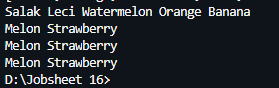 Salak Leci Watermelon Orange Banana
Melon Strawberry
Melon Strawberry
Melon Strawberry
D:\Jobsheet 16>